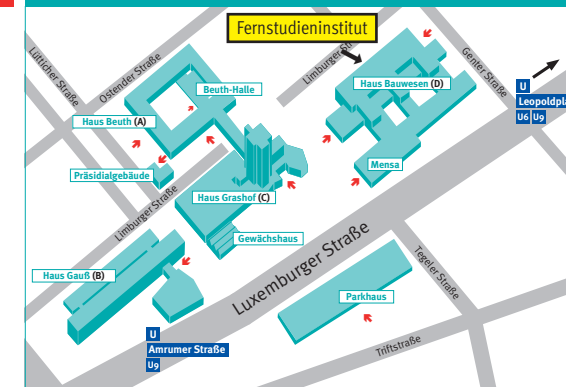 Fernstudieninstitut
Lütticher Straße
Ostender Straße
Limburger Str
Genter Straße
Beuth-Halle
Haus Bauwesen (D)
U
Leopoldpla
U6 U9
Haus Beuth (A)
Präsidialgebäude
Mensa
Haus Grashof (C)
Limburger Straße
Gewächshaus
Luxemburger Straße
Tegeler Straße
Haus Gauß (B)
Parkhaus
U
Amrumer Straße
U9
Triftstraße